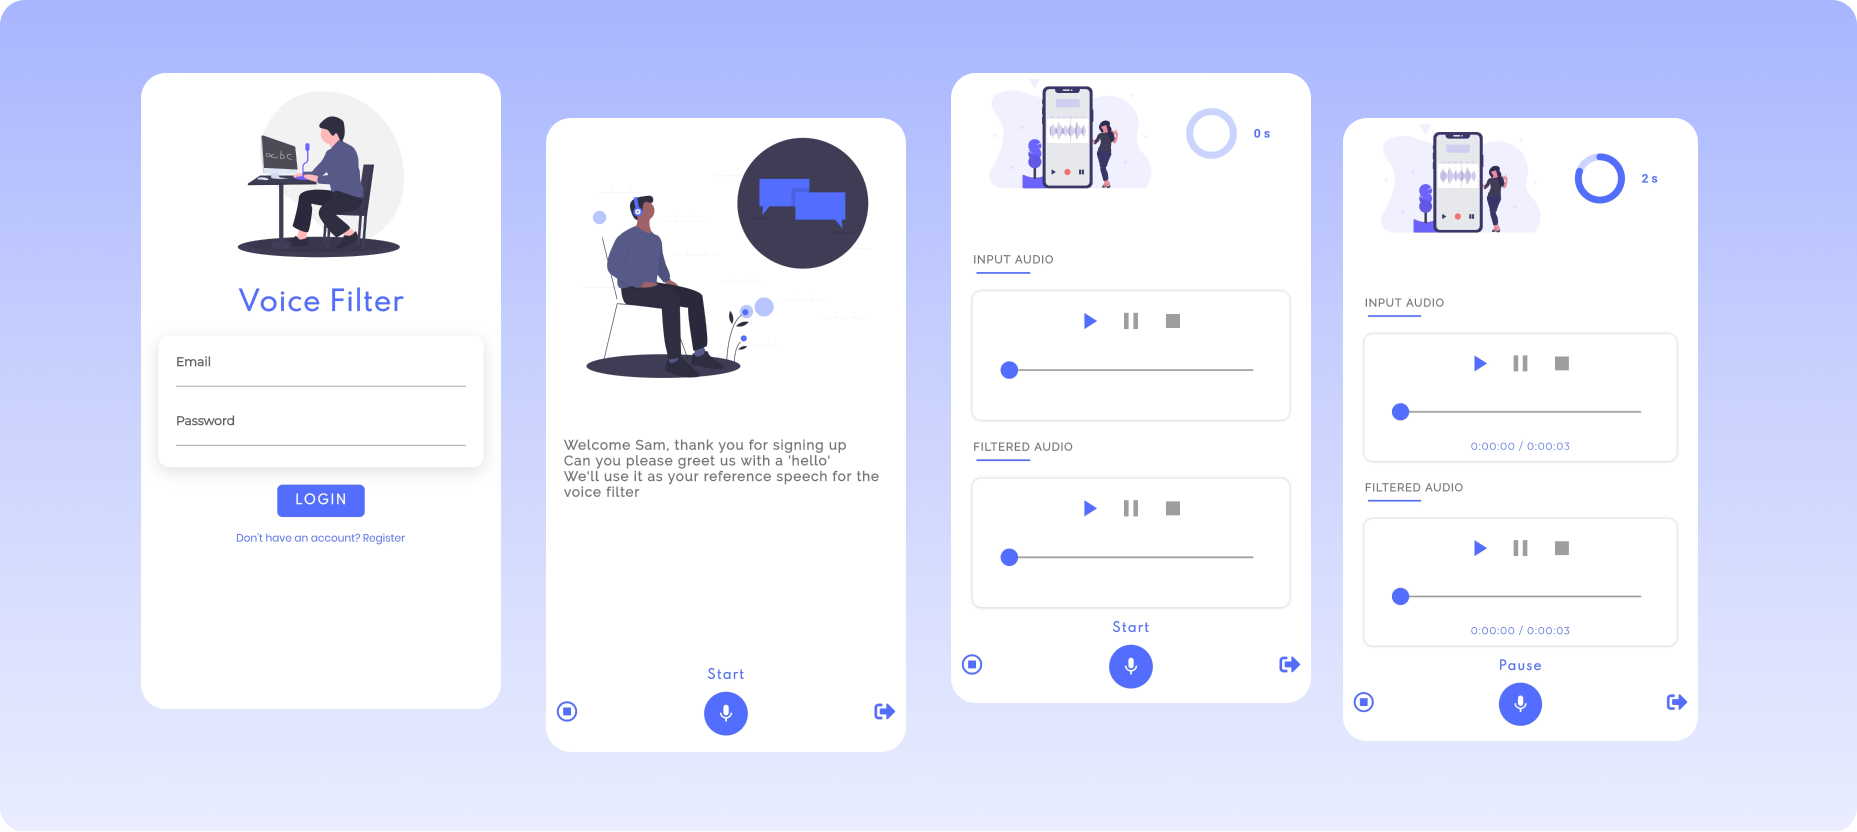 abc
Voice Filter
Email
Password
LOGIN
Don't have an account? Register
Welcome Sam, thank you for signing up
Can you please greet us with a 'hello'
We'll use it as your reference speech for the
voice filter
Start
0 s
INPUT AUDIO
FILTERED AUDIO
Start
2 s
INPUT AUDIO
0:00:00 / 0:00:03
FILTERED AUDIO
0:00:00 / 0:00:03
Pause